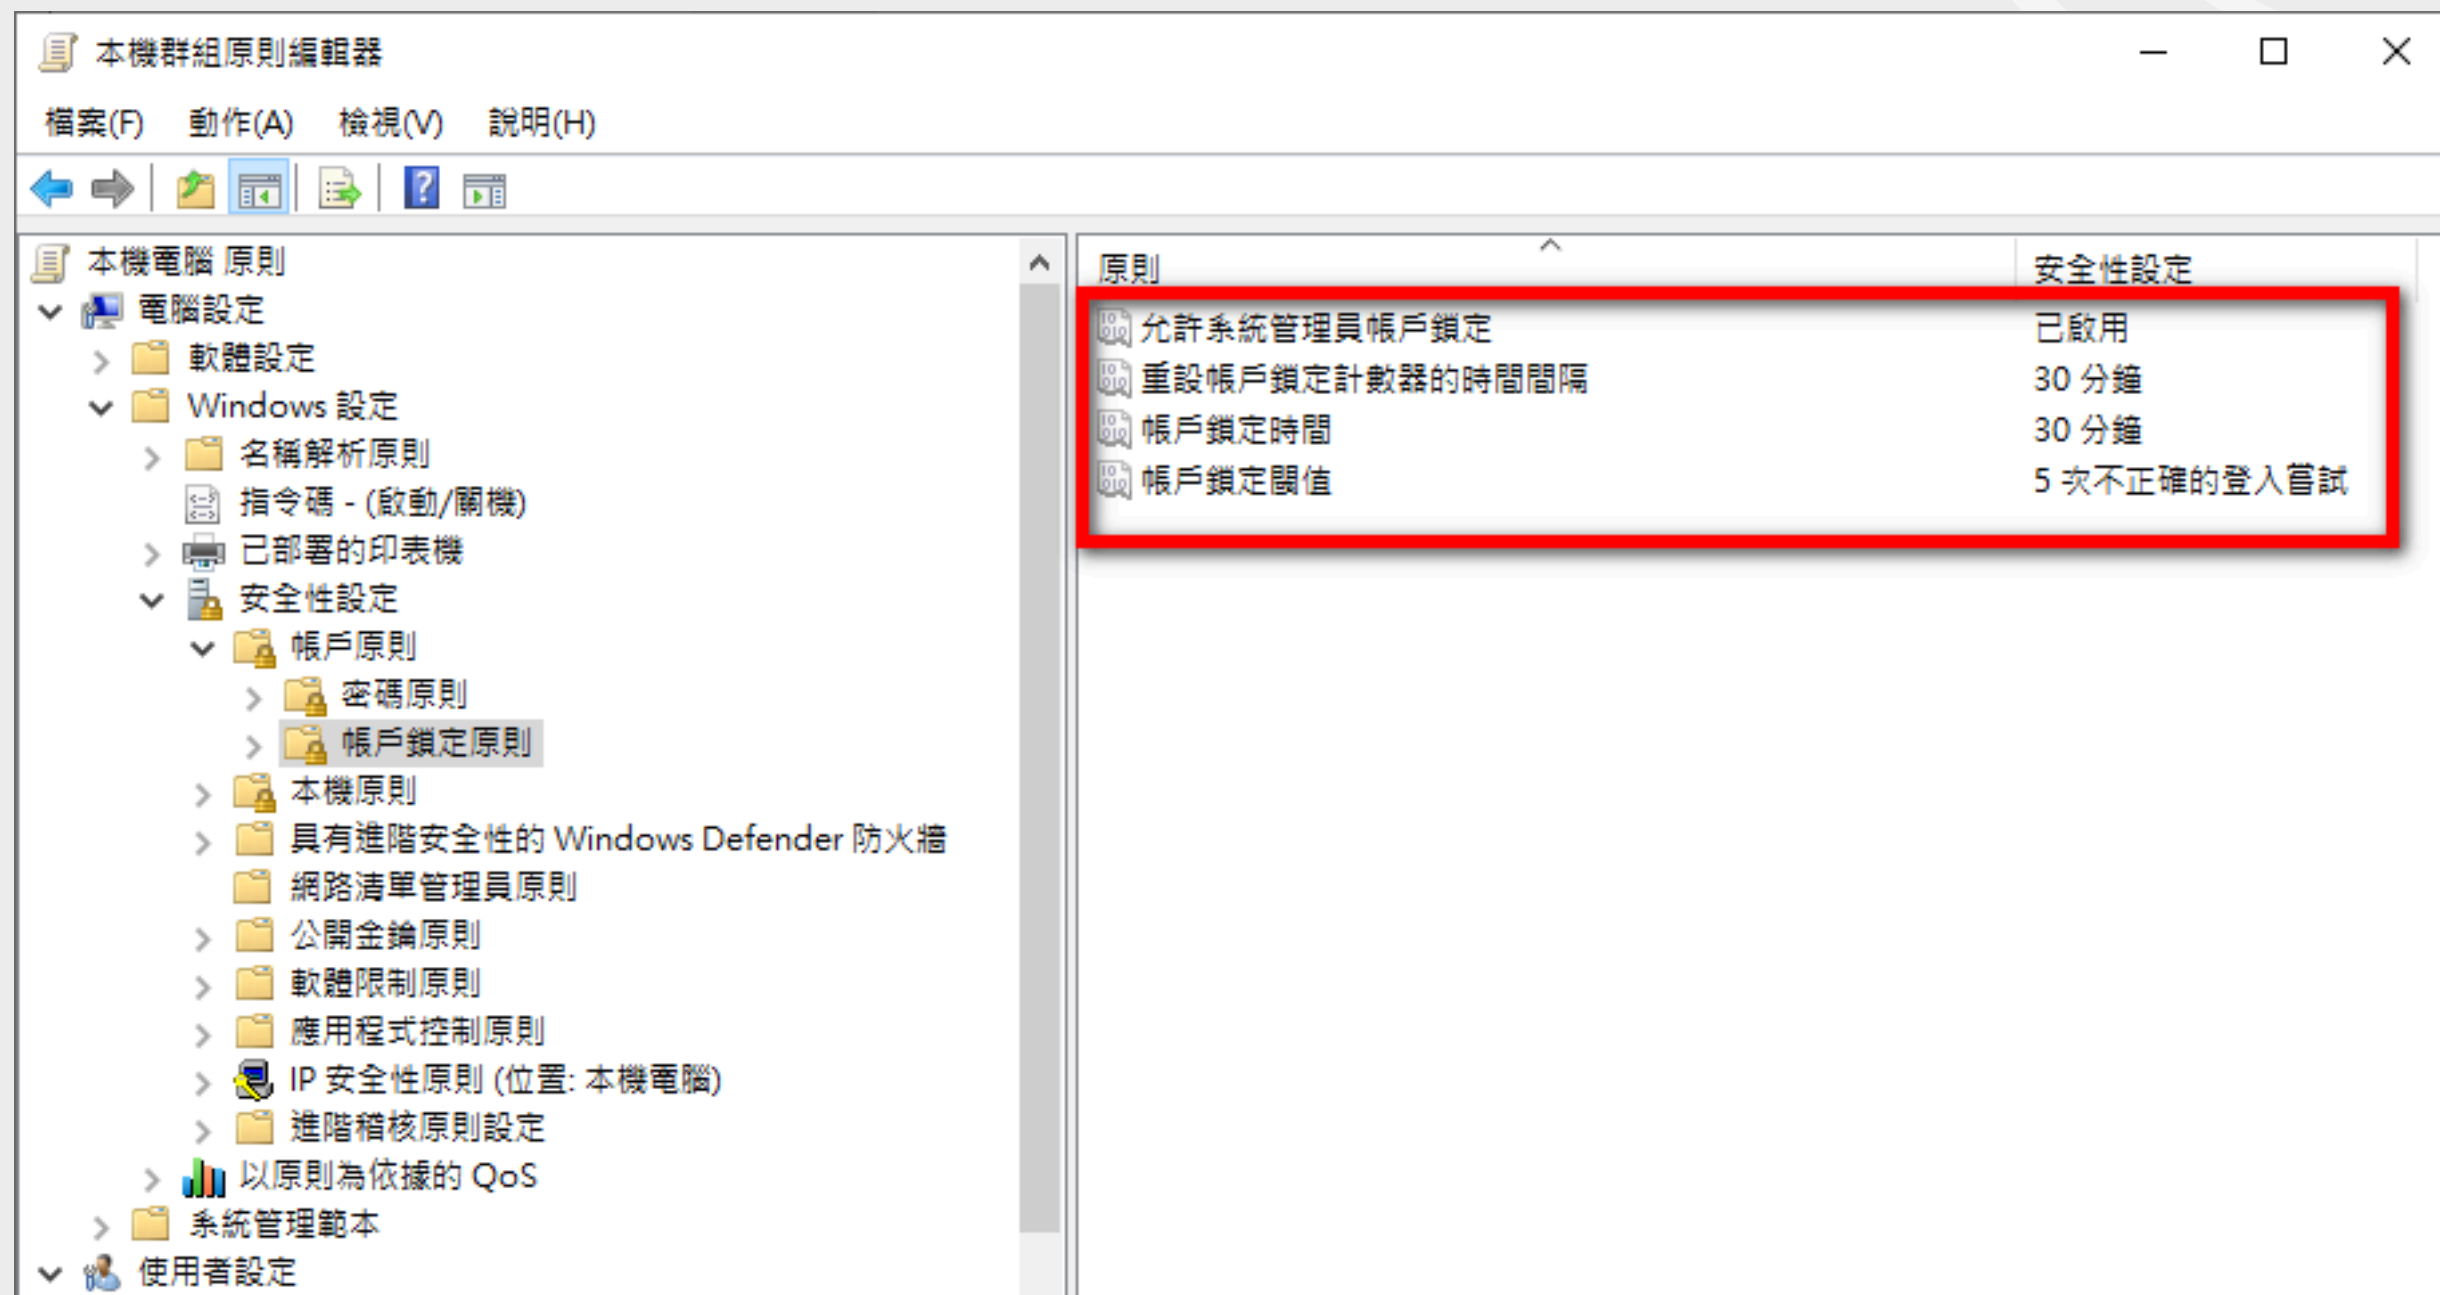 本機群組原則編輯器
檔案(F) 動作(A) 檢視(V) 說明(H)
本機電腦 原則
電腦設定
軟體設定
Windows 設定
名稱解析原則
指令碼 - (啟動/關機)
已部署的印表機
安全性設定
帳戶原則
密碼原則
帳戶鎖定原則
本機原則
具有進階安全性的 Windows Defender 防火牆
網路清單管理員原則
公開金鑰原則
軟體限制原則
應用程式控制原則
IP 安全性原則 (位置: 本機電腦)
進階稽核原則設定
以原則為依據的 QoS
系統管理範本
使用者設定
原則 安全性設定
允許系統管理員帳戶鎖定 已啟用
重設帳戶鎖定計數器的時間間隔 30 分鐘
帳戶鎖定時間 30 分鐘
帳戶鎖定閾值 5 次不正確的登入嘗試